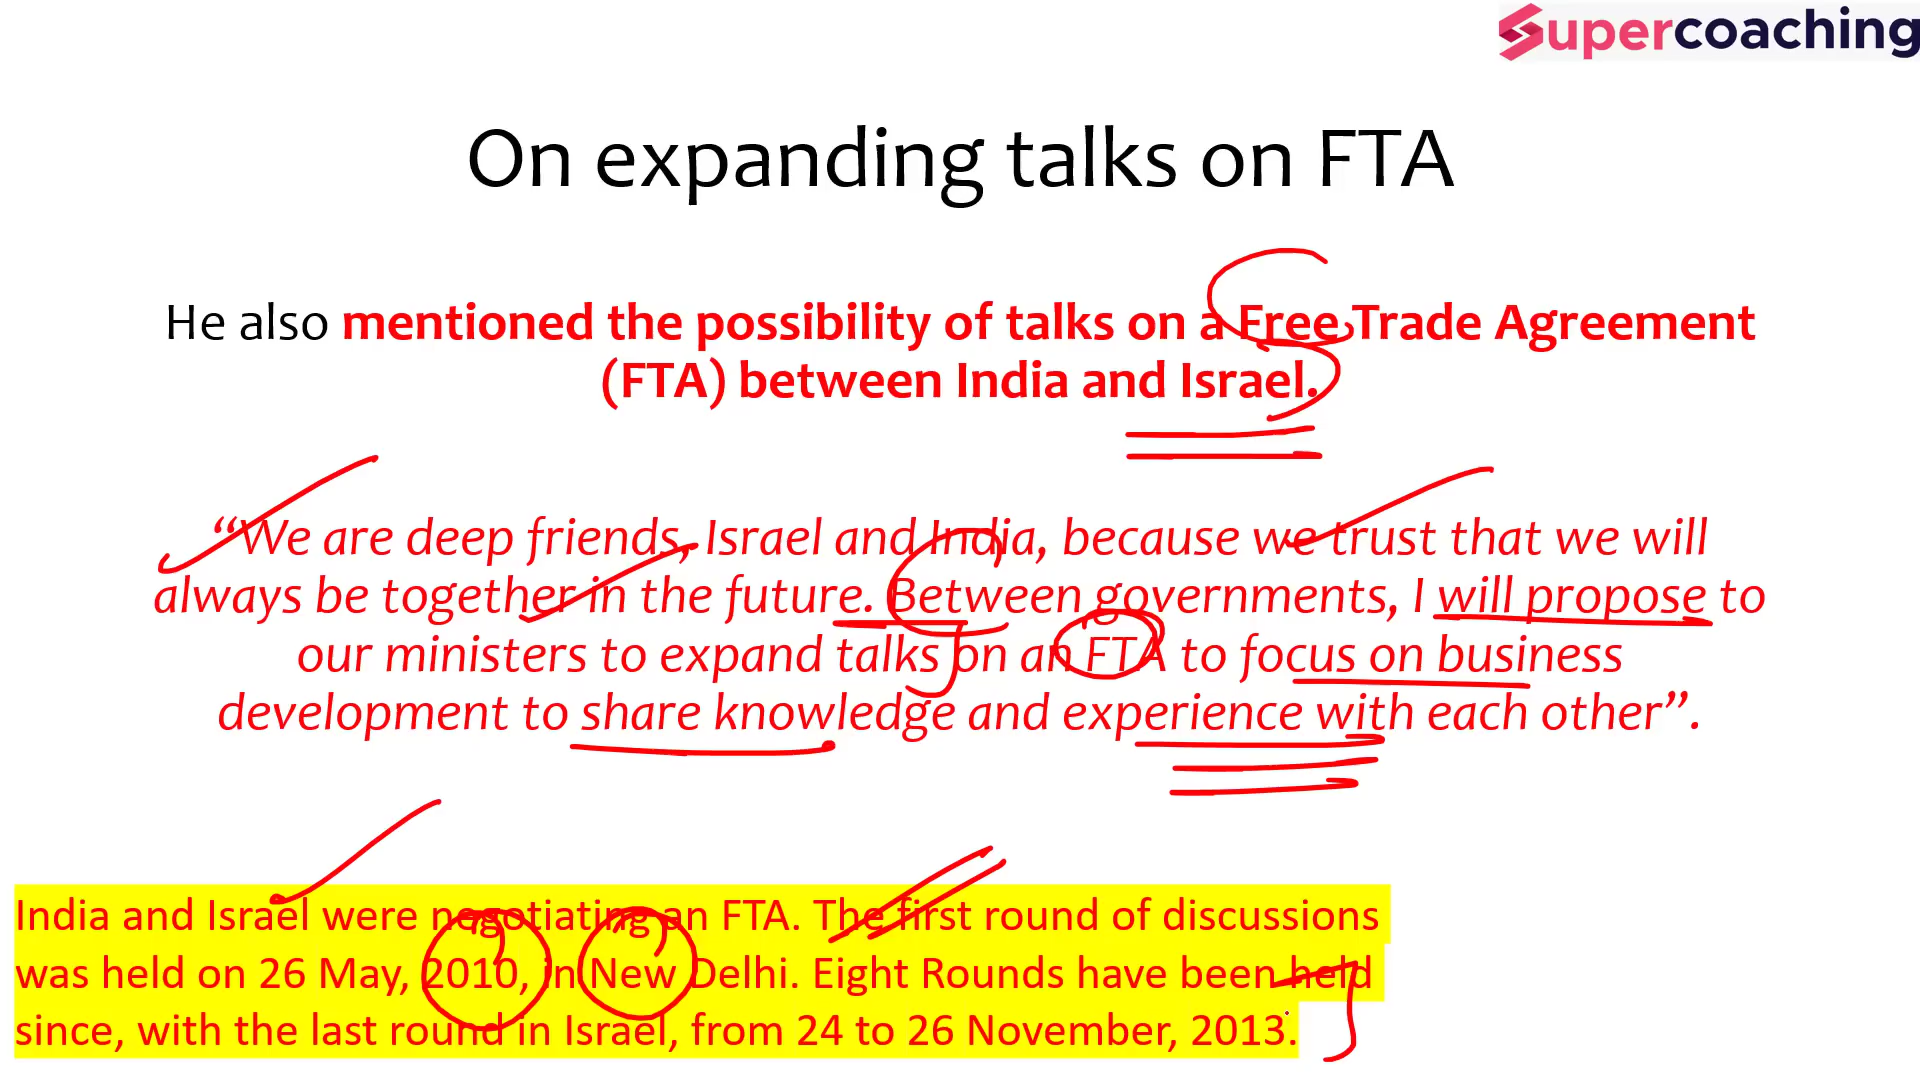 Supercoaching
On expanding talks on FTA
He also mentioned the possibility of talks on a Free Trade Agreement
(FTA) between India and Israel.
“We are deep friends, Israel and India, because we trust that we will
always be together in the future. Between governments, I will propose to
our ministers to expand talks on an FTA to focus on business
development to share knowledge and experience with each other”.
India and Israel were negotiating an FTA. The first round of discussions
was held on 26 May, 2010, in New Delhi. Eight Rounds have been held
since, with the last round in Israel, from 24 to 26 November, 2013.